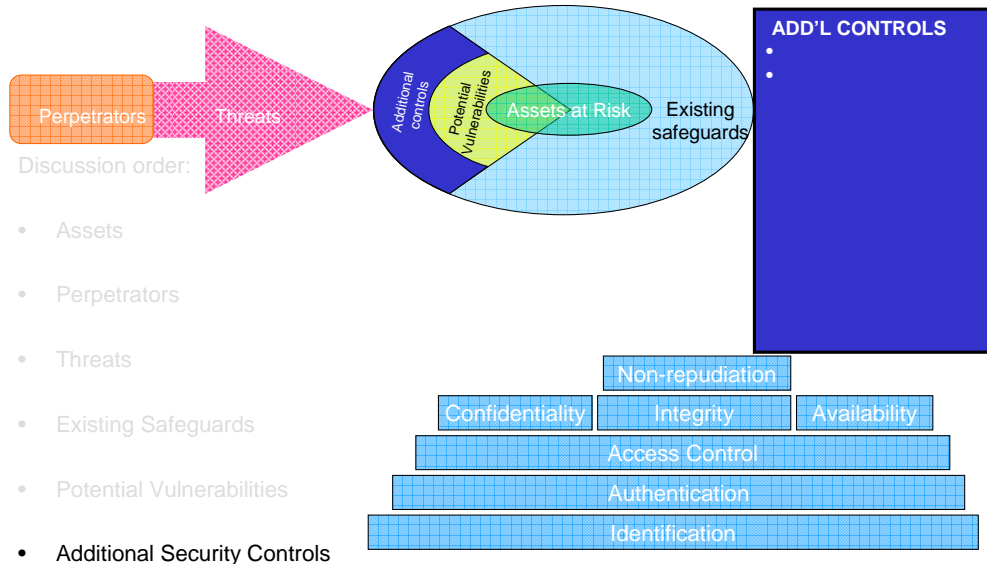 ADD'L CONTROLS
•
•
Perpetrators
Threats
Additional
controls
Potential
Vulnerabilities
Assets at Risk
Existing
safeguards
Discussion order:
• Assets
• Perpetrators
• Threats
• Existing Safeguards
• Potential Vulnerabilities
• Additional Security Controls
Non-repudiation
Confidentiality
Integrity
Availability
Access Control
Authentication
Identification